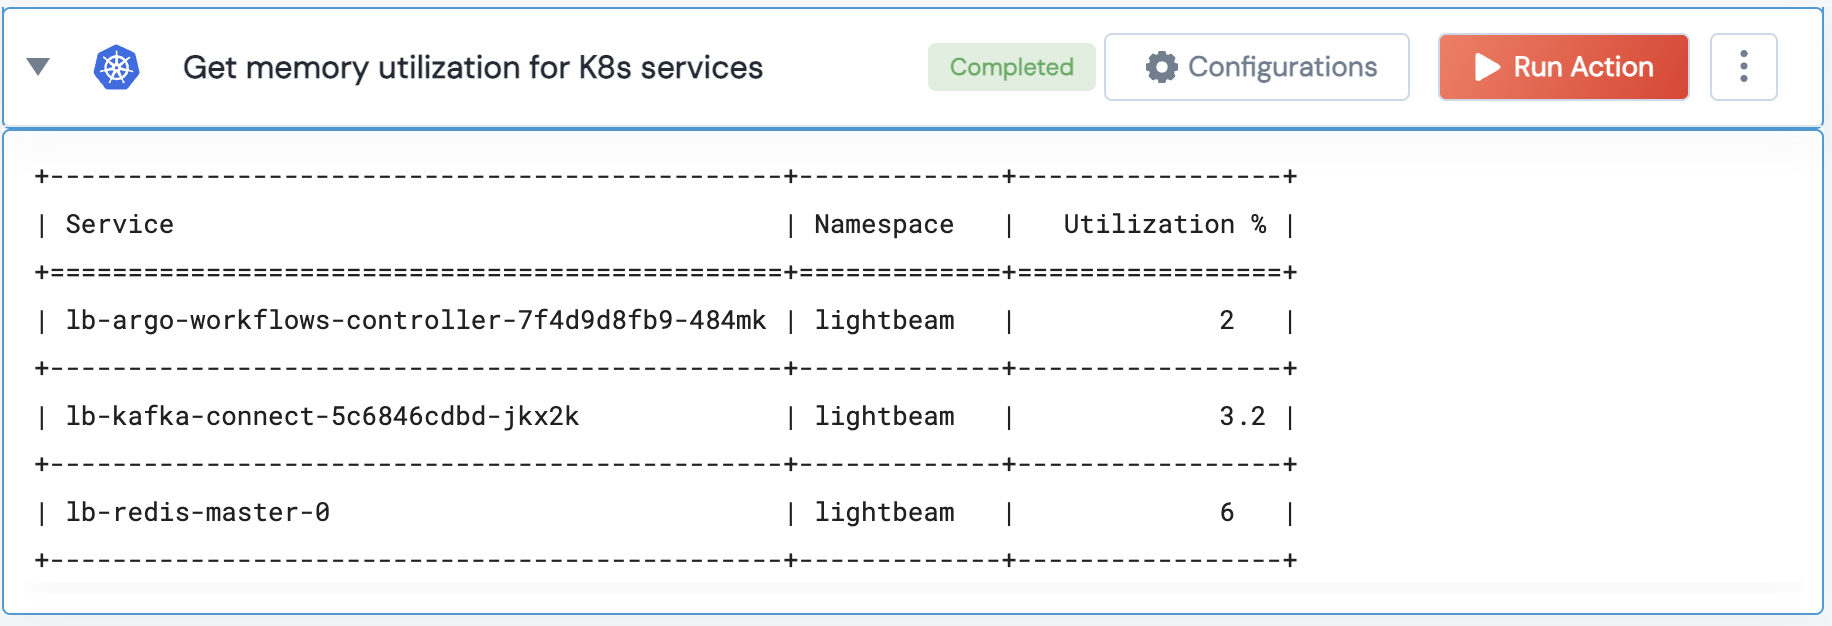 Get memory utilization for K8s services Completed Configurations Run Action
+-----------------------------------------------+-------------+-----------------+
| Service | Namespace | Utilization % |
+===============================================+=============+=================+
| lb-argo-workflows-controller-7f4d9d8fb9-484mk | lightbeam | 2 |
+-----------------------------------------------+-------------+-----------------+
| lb-kafka-connect-5c6846cdbd-jkx2k | lightbeam | 3.2 |
+-----------------------------------------------+-------------+-----------------+
| lb-redis-master-0 | lightbeam | 6 |
+-----------------------------------------------+-------------+-----------------+